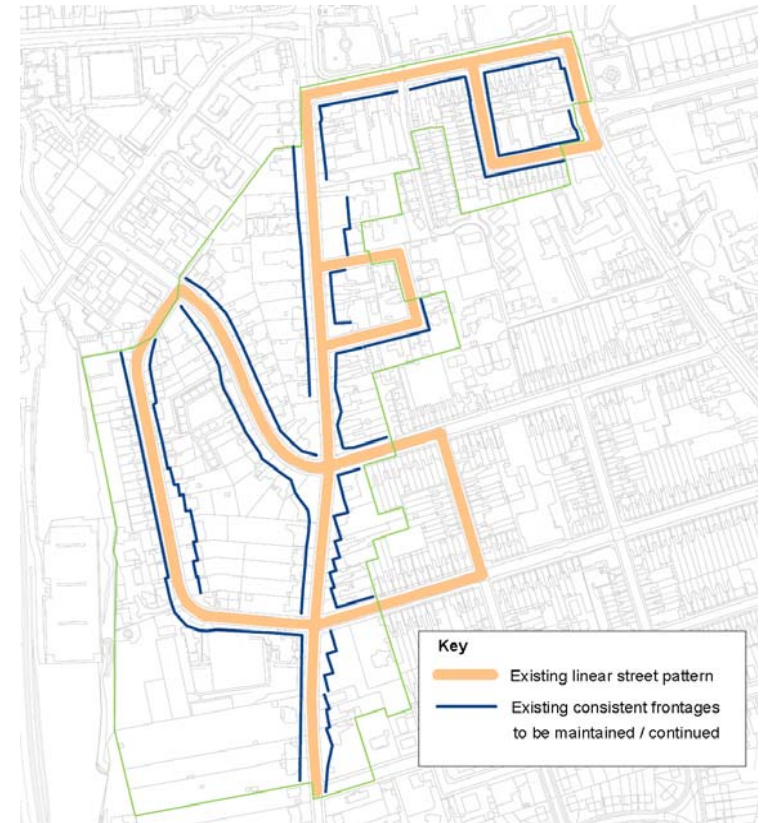 Key
Existing linear street pattern
Existing consistent frontages
to be maintained / continued